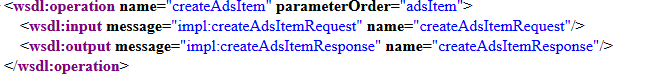 <wsdl:operation name="createAdsItem" parameterOrder="adsItem">
<wsdl:input message="impl:createAdsItemRequest" name="createAdsItemRequest"/>
<wsdl:output message="impl:createAdsItemResponse" name="createAdsItemResponse"/>
</wsdl:operation>